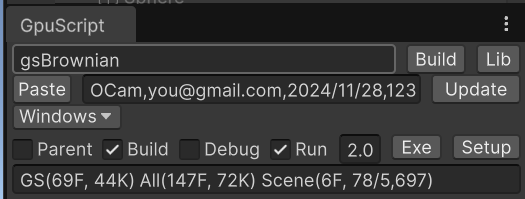 GpuScript
gsBrownian Build Lib
Paste OCam,you@gmail.com,2024/11/28,123 Update
Windows
Parent Build Debug Run 2.0 Exe Setup
GS(69F, 44K) All(147F, 72K) Scene(6F, 78/5,697)